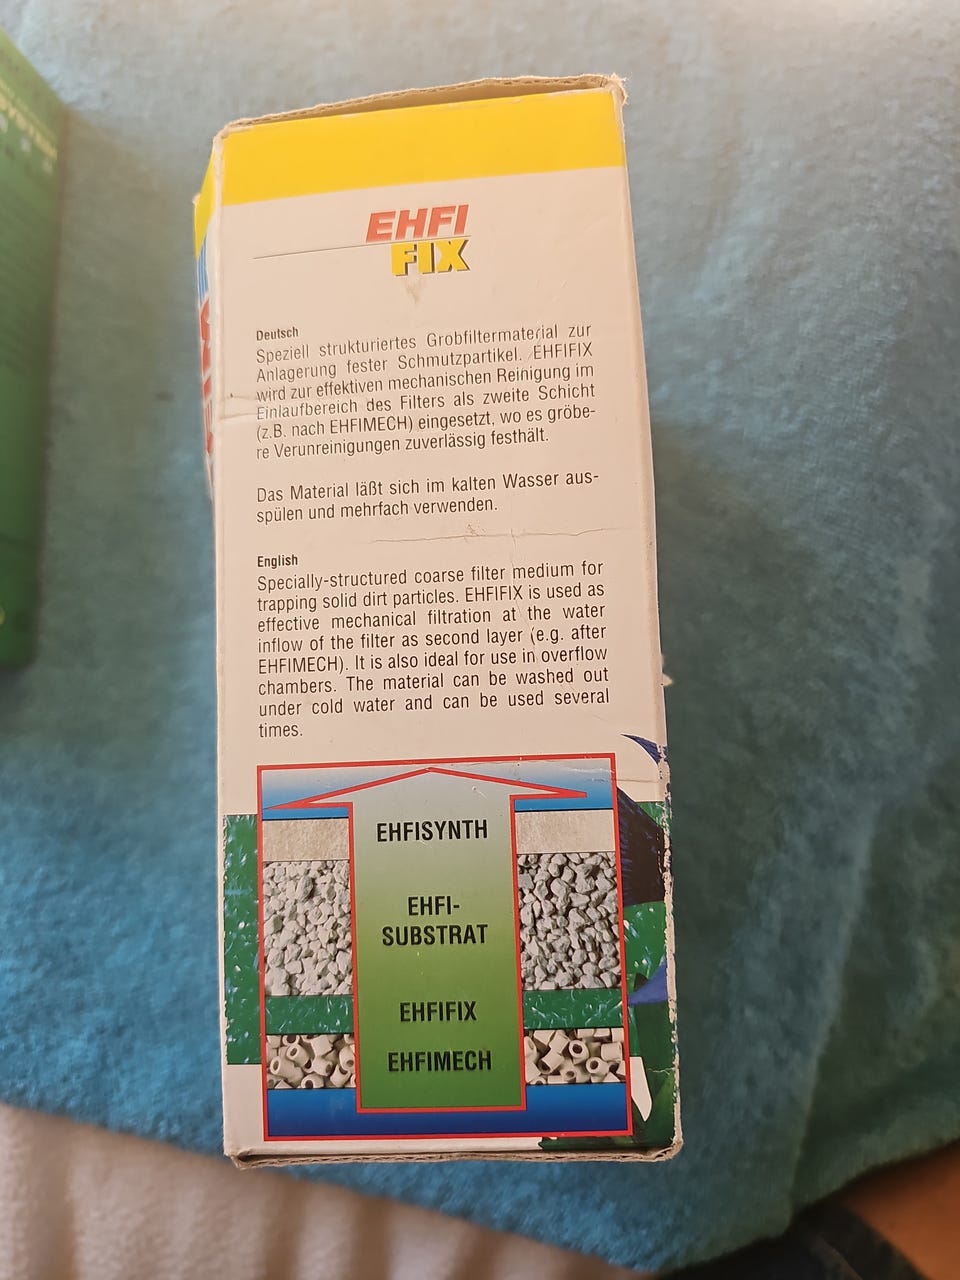 EHFI
FIX
Deutsch
Speziell strukturiertes Grobfiltermaterial zur
Anlagerung fester Schmutzpartikel. EHFIFIX
wird zur effektiven mechanischen Reinigung im
Einlaufbereich des Filters als zweite Schicht
(z.B. nach EHFIMECH) eingesetzt, wo es gröbe-
re Verunreinigungen zuverlässig festhält.
Das Material läßt sich im kalten Wasser aus-
spülen und mehrfach verwenden.
English
Specially-structured coarse filter medium for
trapping solid dirt particles. EHFIFIX is used as
effective mechanical filtration at the water
inflow of the filter as second layer (e.g. after
EHFIMECH). It is also ideal for use in overflow
chambers. The material can be washed out
under cold water and can be used several
times.
EHFISYNTH
EHFI-
SUBSTRAT
EHFIFIX
EHFIMECH